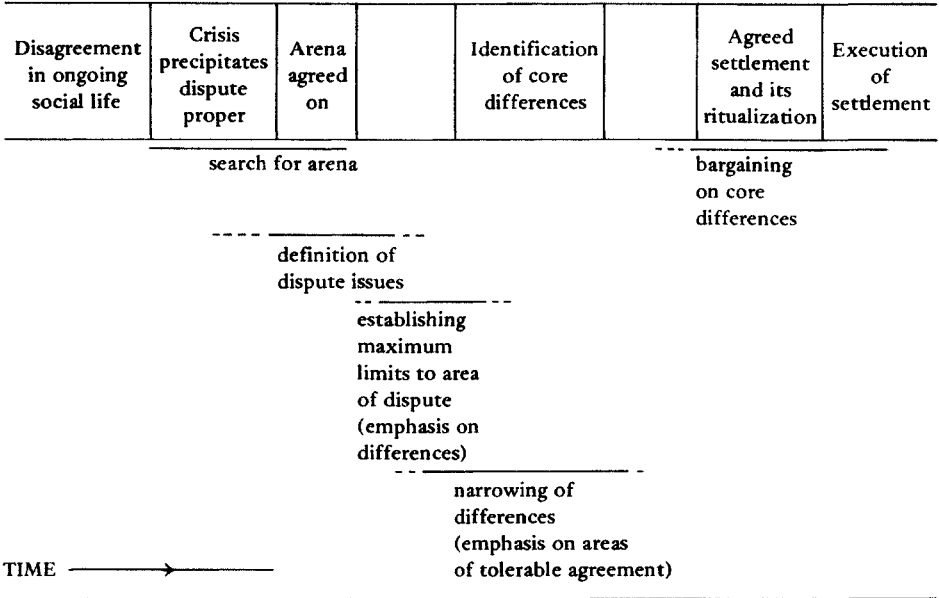 Disagreement
in ongoing
social life
Crisis
precipitates
dispute
proper
Arena
agreed
on
Identification
of core
differences
Agreed
settlement
and its
ritualization
Execution
of
settlement
search for arena
bargaining
on core
differences
definition of
dispute issues
establishing
maximum
limits to area
of dispute
(emphasis on
differences)
narrowing of
differences
(emphasis on areas
of tolerable agreement)
TIME